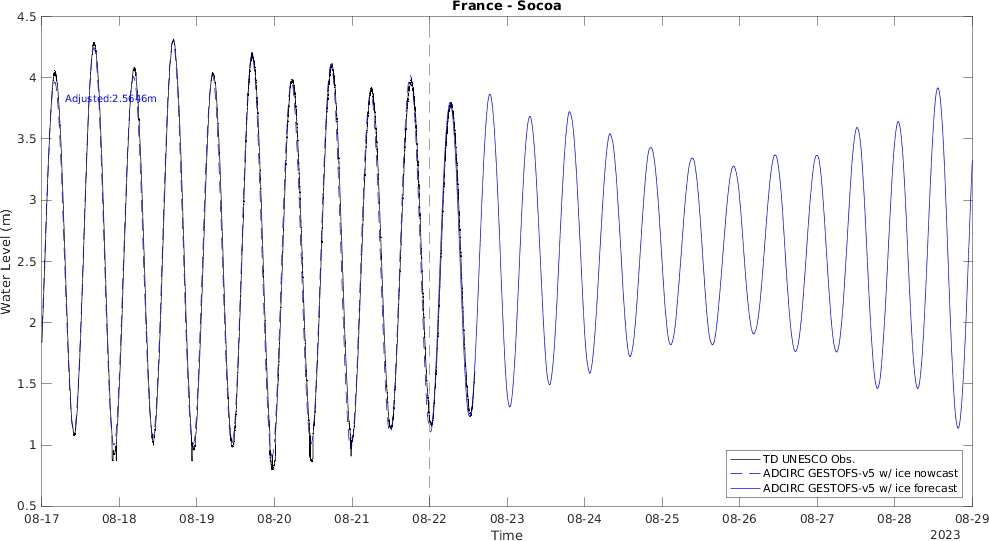 France - Socoa
4.5
4
3.5
3
2.5
2
1.5
1
0.5
Water Level (m)
Adjusted:2.5646m
TD UNESCO Obs.
ADCIRC GESTOFS-v5 w/ ice nowcast
ADCIRC GESTOFS-v5 w/ ice forecast
08-17 08-18 08-19 08-20 08-21 08-22 08-23 08-24 08-25 08-26 08-27 08-28 08-29
Time
2023